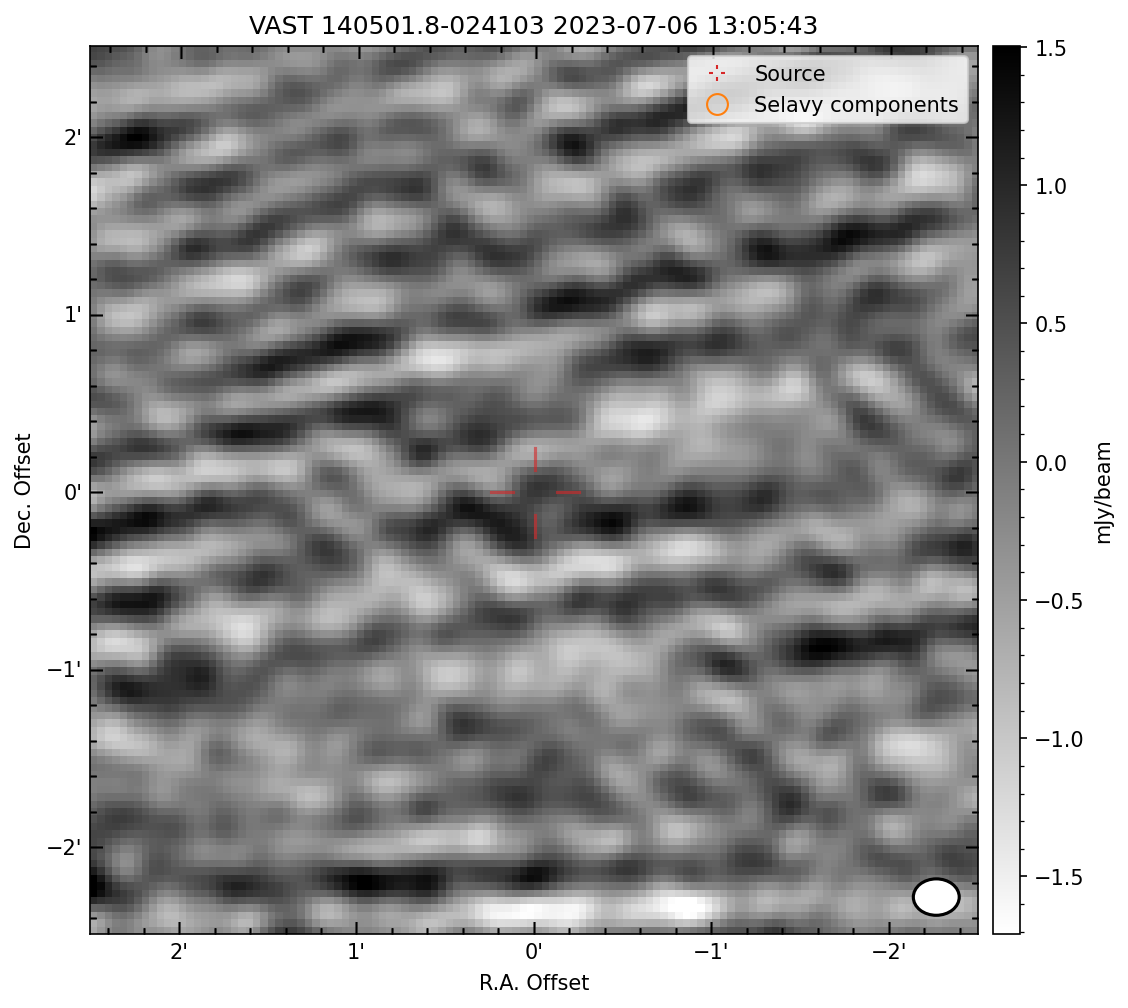 VAST 140501.8-024103 2023-07-06 13:05:43
Source
Selavy components
2'
1'
0'
−1'
−2'
Dec. Offset
2'
1'
0'
−1'
−2'
R.A. Offset
1.5
1.0
0.5
0.0
−0.5
−1.0
−1.5
mJy/beam